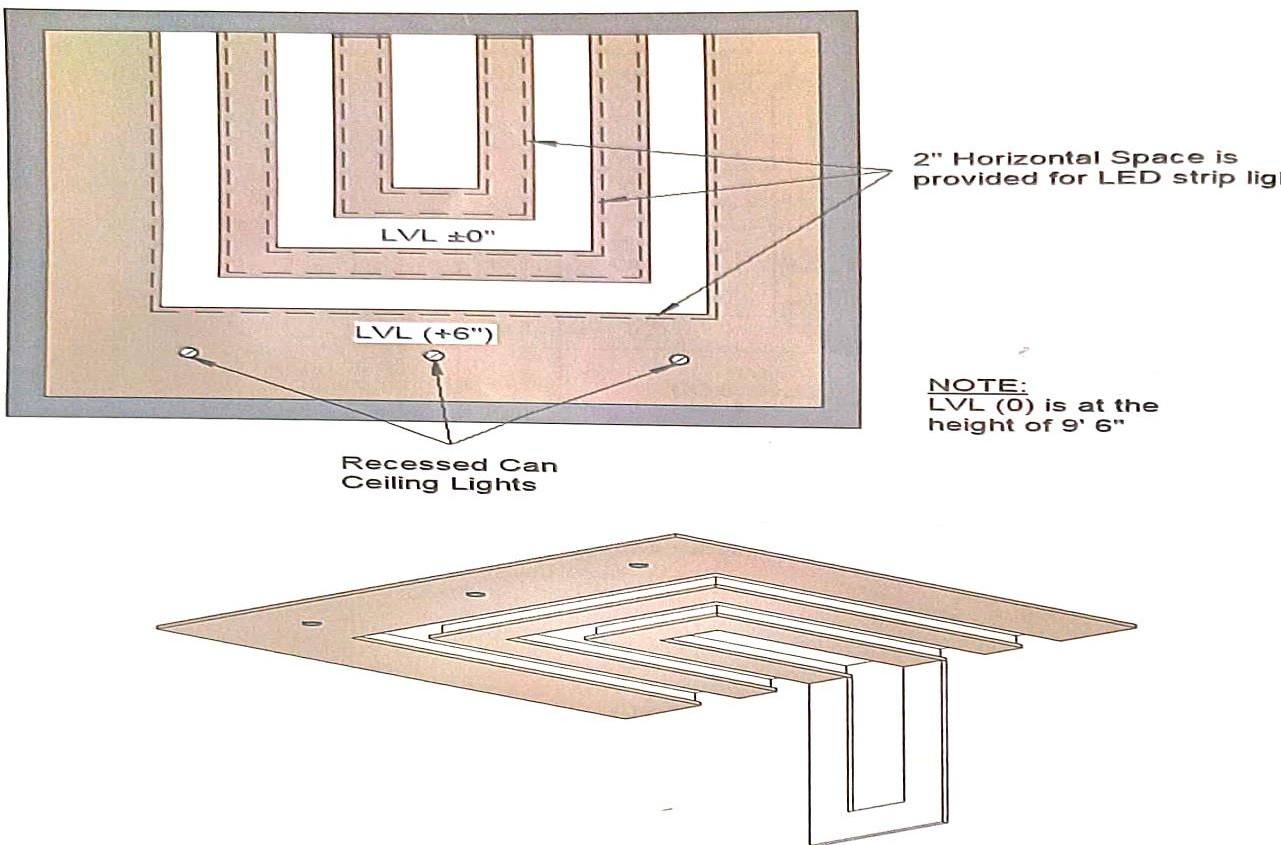 2" Horizontal Space is
provided for LED strip
LVL ±0"
LVL (+6")
NOTE:
LVL (0) is at the
height of 9' 6"
Recessed Can
Ceiling Lights